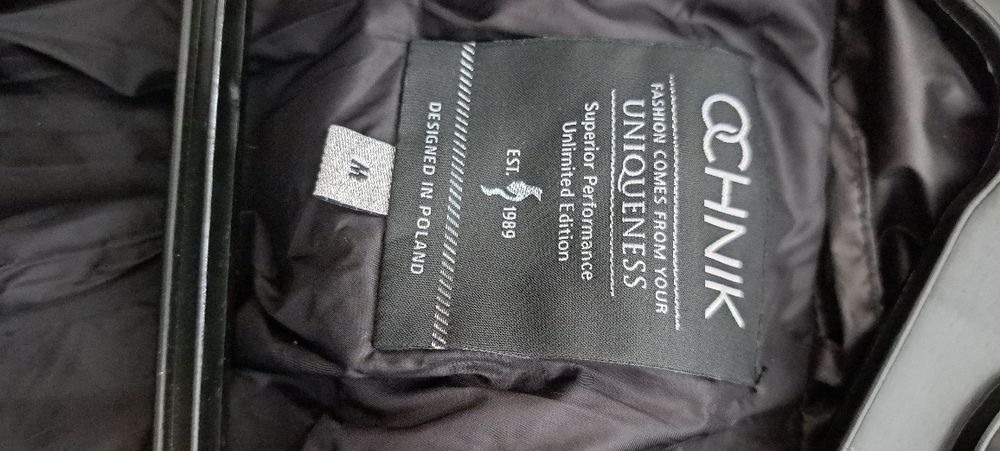 OCHNIK
FASHION COMES FROM YOUR
UNIQUENESS
Superior Performance
Unlimited Edition
EST. 1989
DESIGNED IN POLAND
M